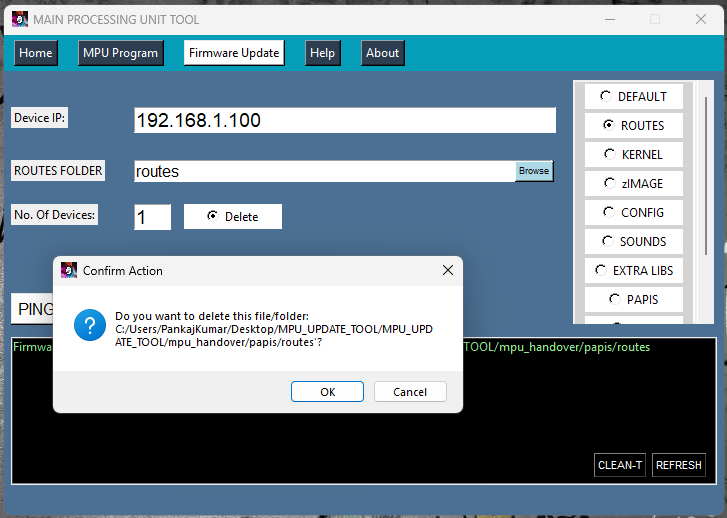 MAIN PROCESSING UNIT TOOL
Home
MPU Program
Firmware Update
Help
About
Device IP:
192.168.1.100
ROUTES FOLDER
routes
Browse
No. Of Devices:
1
Delete
DEFAULT
ROUTES
KERNEL
zIMAGE
CONFIG
SOUNDS
EXTRA LIBS
PAPIS
PING
Confirm Action
Do you want to delete this file/folder:
C:/Users/PankajKumar/Desktop/MPU_UPDATE_TOOL/MPU_UPD
ATE_TOOL/mpu_handover/papis/routes'?
OK
Cancel
Firmw
TOOL/mpu_handover/papis/routes
CLEAN-T
REFRESH